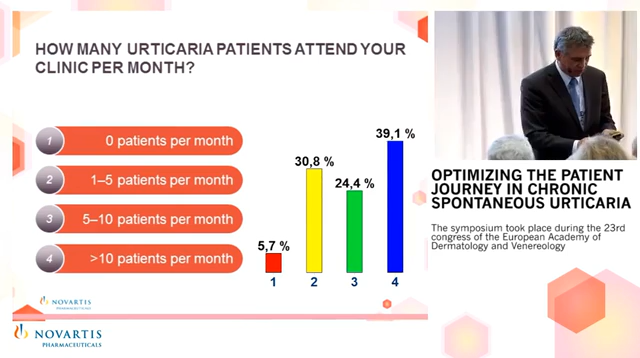 HOW MANY URTICARIA PATIENTS ATTEND YOUR
CLINIC PER MONTH?
1 0 patients per month
2 1–5 patients per month
3 5–10 patients per month
4 >10 patients per month
5,7 %
30,8 %
24,4 %
39,1 %
1 2 3 4
NOVARTIS
PHARMACEUTICALS
NOVARTIS
PHARMACEUTICALS
OPTIMIZING THE PATIENT
JOURNEY IN CHRONIC
SPONTANEOUS URTICARIA
The symposium took place during the 23rd
congress of the European Academy of
Dermatology and Venereology